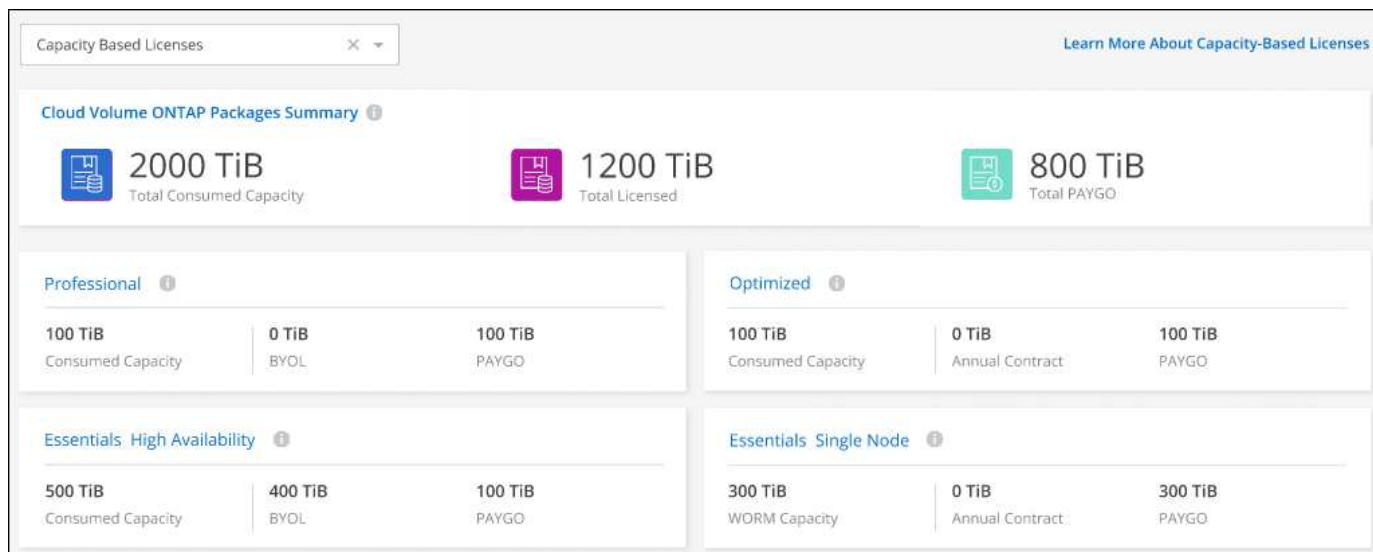 Capacity Based Licenses
Learn More About Capacity-Based Licenses
Cloud Volume ONTAP Packages Summary
2000 TiB
Total Consumed Capacity
1200 TiB
Total Licensed
800 TiB
Total PAYGO
Professional
100 TiB
Consumed Capacity
0 TiB
BYOL
100 TiB
PAYGO
Optimized
100 TiB
Consumed Capacity
0 TiB
Annual Contract
100 TiB
PAYGO
Essentials High Availability
500 TiB
Consumed Capacity
400 TiB
BYOL
100 TiB
PAYGO
Essentials Single Node
300 TiB
WORM Capacity
0 TiB
Annual Contract
300 TiB
PAYGO